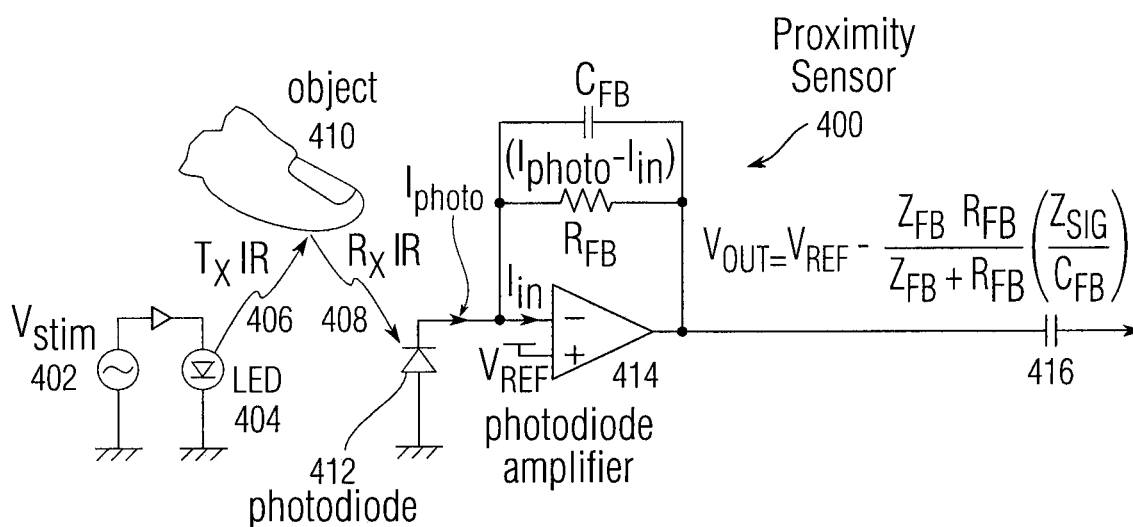 Proximity
Sensor
400
object
410
C_FB
(I_photo-I_in)
R_FB
I_photo
T_X IR
406
R_X IR
408
V_OUT=V_REF - Z_FB R_FB / Z_FB + R_FB (Z_SIG / C_FB)
V_stim
402
LED
404
I_in
−
+
V_REF
414
416
photodiode
amplifier
412
photodiode